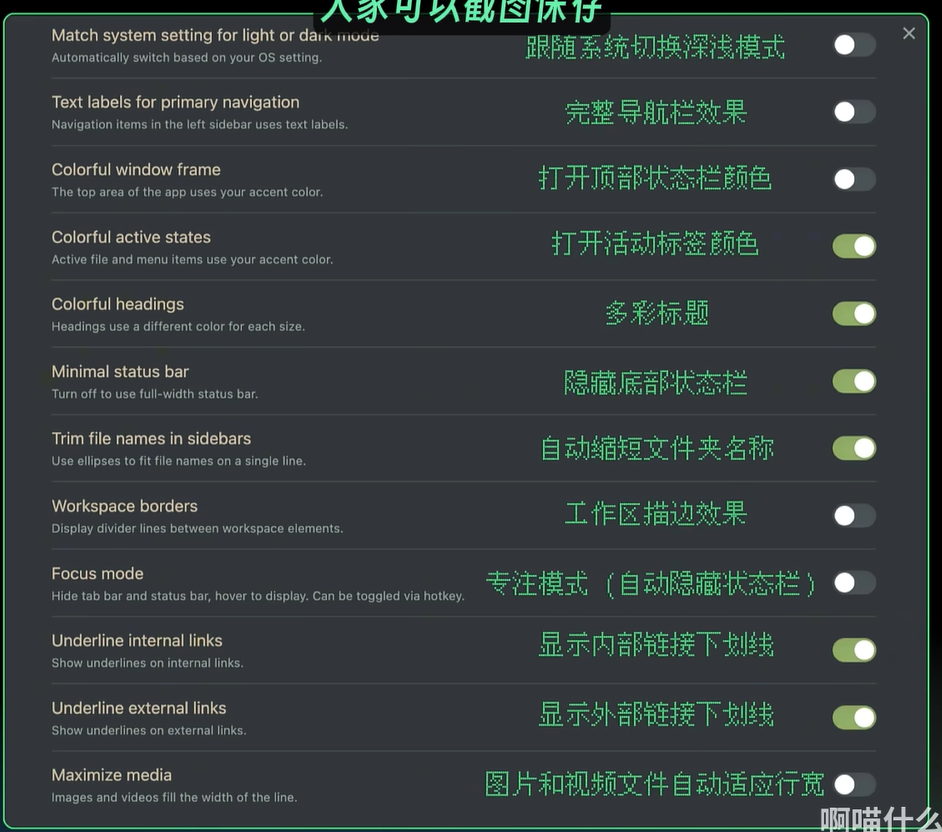 大家可以截图保存
Match system setting for light or dark mode
跟随系统切换深浅模式
Automatically switch based on your OS setting.
Text labels for primary navigation
完整导航栏效果
Navigation items in the left sidebar uses text labels.
Colorful window frame
打开顶部状态栏颜色
The top area of the app uses your accent color.
Colorful active states
打开活动标签颜色
Active file and menu items use your accent color.
Colorful headings
多彩标题
Headings use a different color for each size.
Minimal status bar
隐藏底部状态栏
Turn off to use full-width status bar.
Trim file names in sidebars
自动缩短文件夹名称
Use ellipses to fit file names on a single line.
Workspace borders
工作区描边效果
Display divider lines between workspace elements.
Focus mode
专注模式（自动隐藏状态栏）
Hide tab bar and status bar, hover to display. Can be toggled via hotkey.
Underline internal links
显示内部链接下划线
Show underlines on internal links.
Underline external links
显示外部链接下划线
Show underlines on external links.
Maximize media
图片和视频文件自动适应行宽
Images and videos fill the width of the line.
啊喵什么